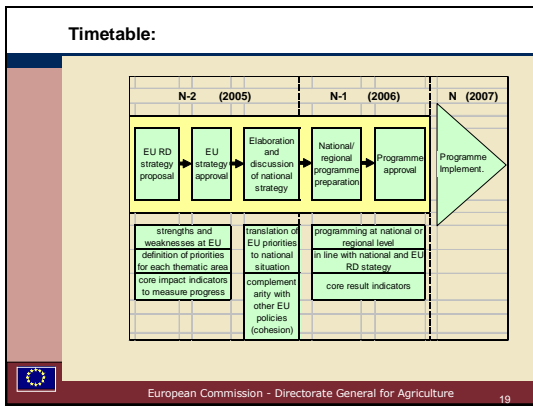 Timetable:
N-2 (2005)
N-1 (2006)
N (2007)
EU RD
strategy
proposal
EU
strategy
approval
Elaboration
and
discussion
of national
strategy
National/
regional
programme
preparation
Programme
approval
Programme
Implement.
strengths and
weaknesses at EU
definition of priorities
for each thematic area
core impact indicators
to measure progress
translation of
EU priorities
to national
situation
complement
arity with
other EU
policies
(cohesion)
programming at national or
regional level
in line with national and EU
RD stategy
core result indicators
European Commission - Directorate General for Agriculture
19